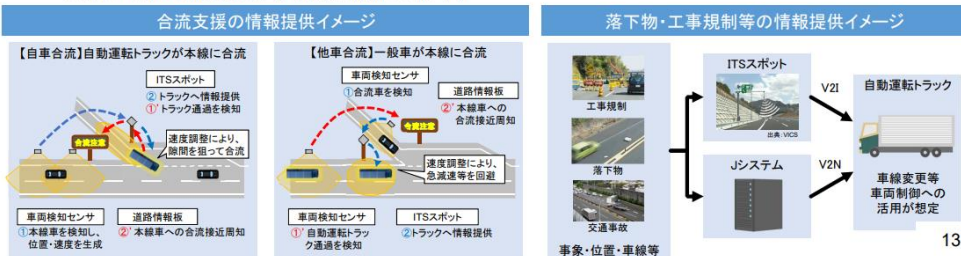 合流支援の情報提供イメージ
【自車合流】自動運転トラックが本線に合流
ITSスポット
②トラックへ情報提供
①’トラック通過を検知
合流注意
速度調整により、
隙間を狙って合流
車両検知センサ
①本線車を検知し、
位置・速度を生成
道路情報板
②’本線車への合流接近周知
【他車合流】一般車が本線に合流
車両検知センサ
①合流車を検知
道路情報板
②’本線車への
合流接近周知
合流注意
速度調整により、
急減速等を回避
車両検知センサ
①’自動運転トラッ
ク通過を検知
ITSスポット
②トラックへ情報提供
落下物・工事規制等の情報提供イメージ
工事規制
落下物
交通事故
事象・位置・車線等
ITSスポット
出典：VICS
Jシステム
V2I
V2N
自動運転トラック
車線変更等
車両制御への
活用が想定
13